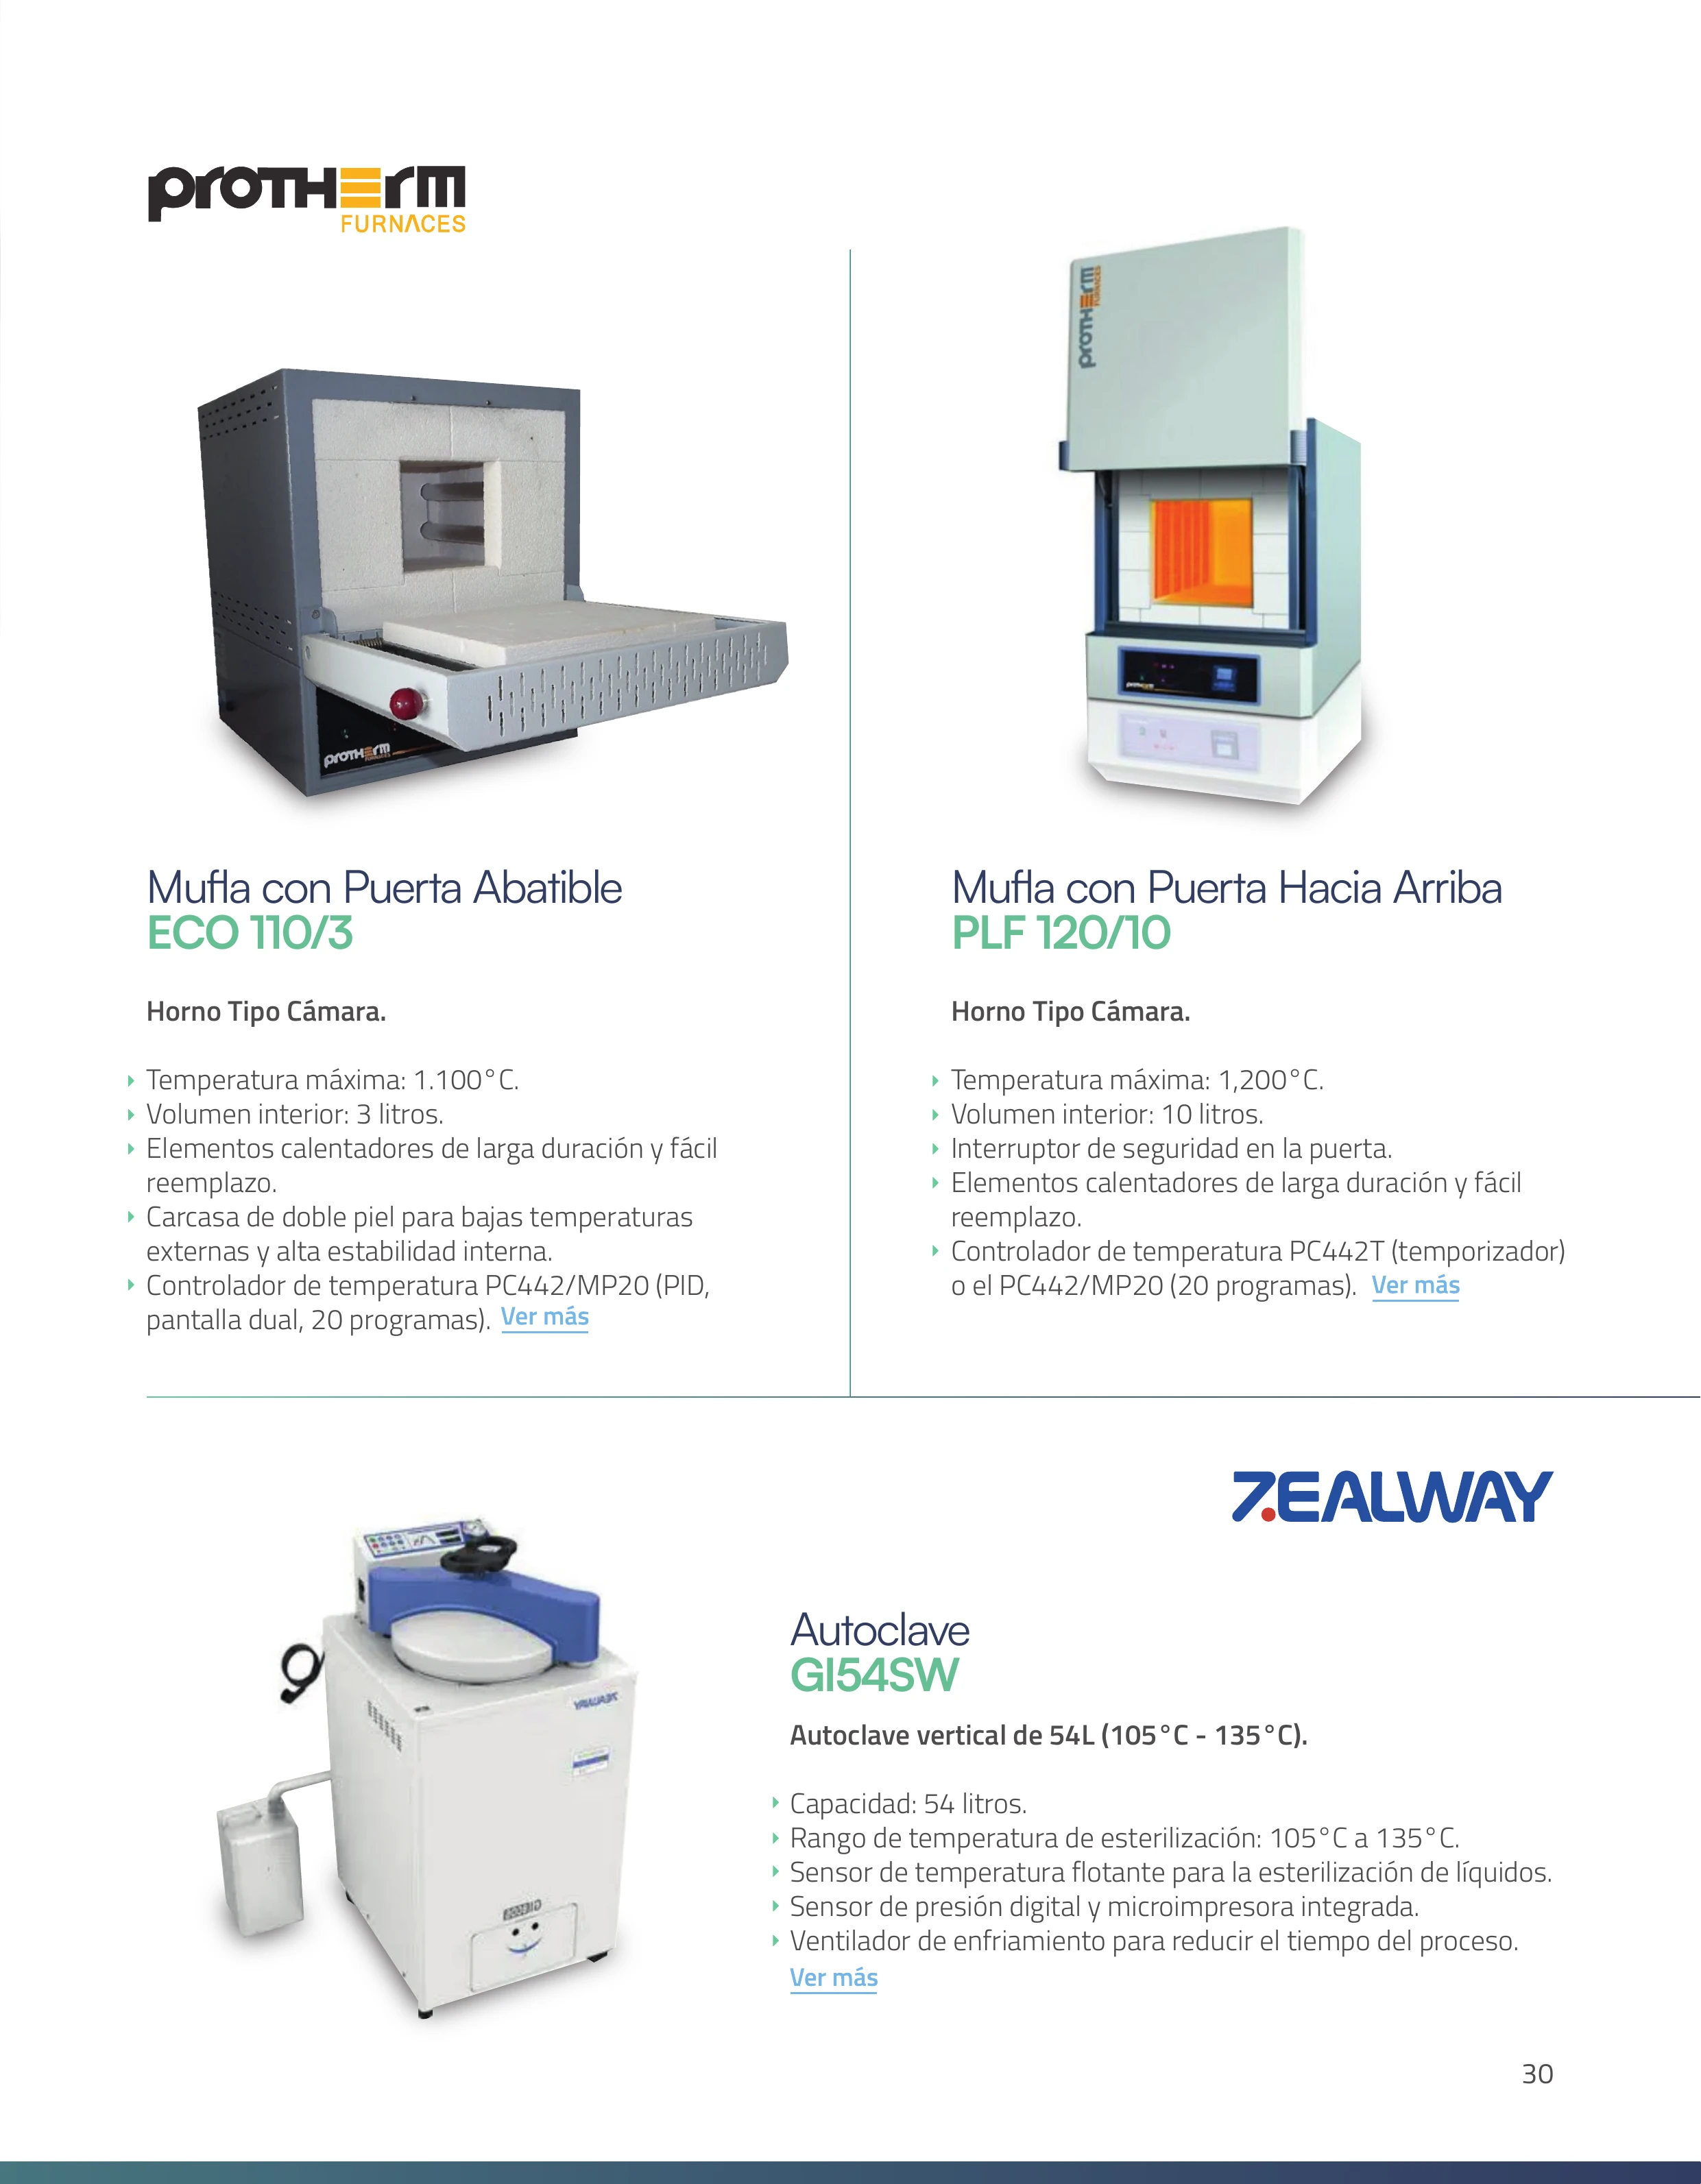 protherm
FURNACES
protherm
FURNACES
protherm
FURNACES
protherm
Mufla con Puerta Abatible
ECO 110/3
Horno Tipo Cámara.
Temperatura máxima: 1.100°C.
Volumen interior: 3 litros.
Elementos calentadores de larga duración y fácil
reemplazo.
Carcasa de doble piel para bajas temperaturas
externas y alta estabilidad interna.
Controlador de temperatura PC442/MP20 (PID,
pantalla dual, 20 programas). Ver más
Mufla con Puerta Hacia Arriba
PLF 120/10
Horno Tipo Cámara.
Temperatura máxima: 1,200°C.
Volumen interior: 10 litros.
Interruptor de seguridad en la puerta.
Elementos calentadores de larga duración y fácil
reemplazo.
Controlador de temperatura PC442T (temporizador)
o el PC442/MP20 (20 programas). Ver más
ZEALWAY
Autoclave
GI54SW
Autoclave vertical de 54L (105°C - 135°C).
Capacidad: 54 litros.
Rango de temperatura de esterilización: 105°C a 135°C.
Sensor de temperatura flotante para la esterilización de líquidos.
Sensor de presión digital y microimpresora integrada.
Ventilador de enfriamiento para reducir el tiempo del proceso.
Ver más
30